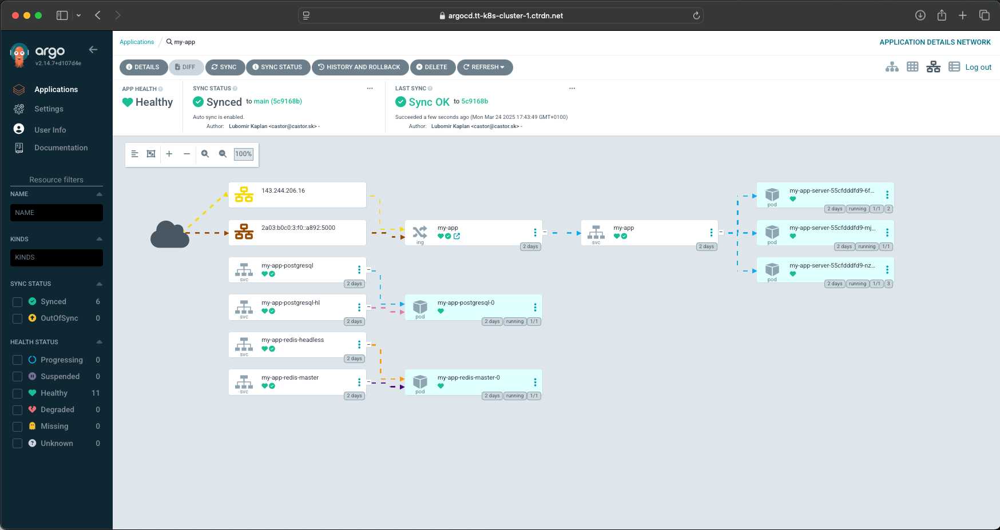 argocd.tt-k8s-cluster-1.ctrdn.net
argo
v2.14.7+d107d4e
Applications
Settings
User Info
Documentation
Resource filters
NAME
NAME
KINDS
KINDS
SYNC STATUS
Synced 6
OutOfSync 0
HEALTH STATUS
Progressing 0
Suspended 0
Healthy 11
Degraded 0
Missing 0
Unknown 0
Applications / my-app
APPLICATION DETAILS NETWORK
DETAILS DIFF SYNC SYNC STATUS HISTORY AND ROLLBACK DELETE REFRESH
Log out
APP HEALTH
Healthy
SYNC STATUS
Synced to main (5c9168b)
Auto sync is enabled.
Author: Lubomir Kaplan <castor@castor.sk> -
LAST SYNC
Sync OK to 5c9168b
Succeeded a few seconds ago (Mon Mar 24 2025 17:43:49 GMT+0100)
Author: Lubomir Kaplan <castor@castor.sk> -
100%
143.244.206.16
2a03:b0c0:3:f0::a892:5000
my-app
ing
2 days
my-app
svc
2 days
my-app-server-55cfdddfd9-6f...
pod
2 days running 1/1 2
my-app-server-55cfdddfd9-mj...
pod
2 days running 1/1
my-app-server-55cfdddfd9-nz...
pod
2 days running 1/1 3
my-app-postgresql
svc
2 days
my-app-postgresql-hl
svc
2 days
my-app-postgresql-0
pod
2 days running 1/1
my-app-redis-headless
svc
2 days
my-app-redis-master
svc
2 days
my-app-redis-master-0
pod
2 days running 1/1